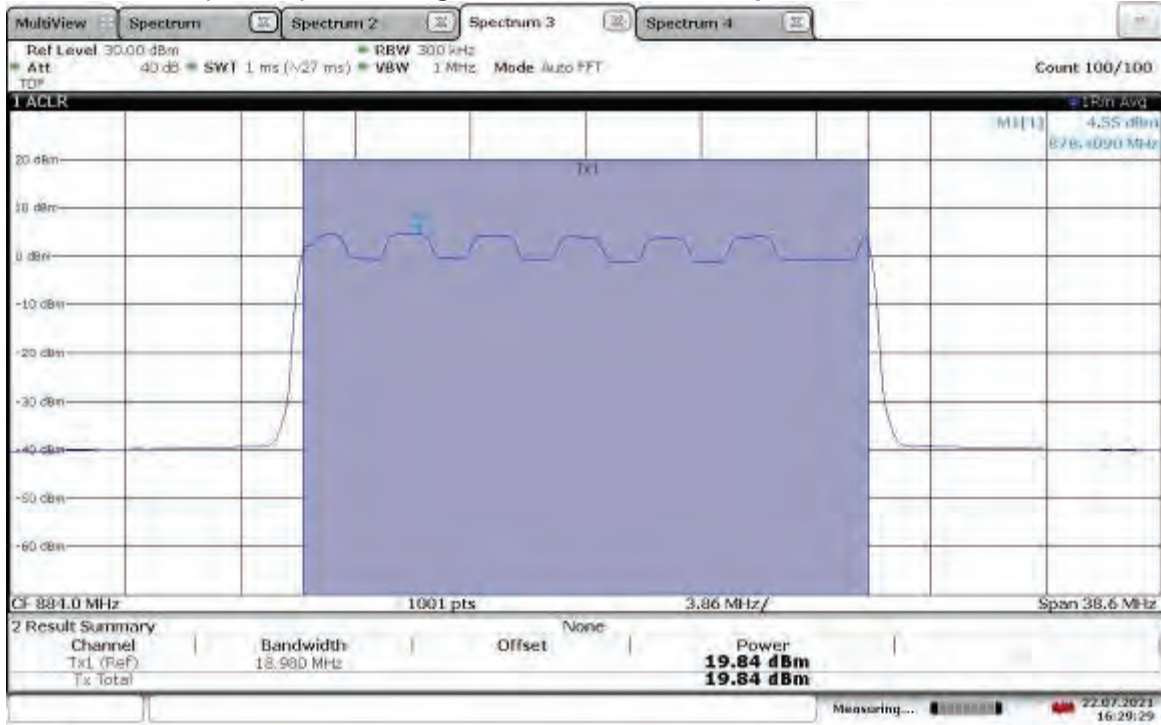 MultiView Spectrum Spectrum 2 Spectrum 3 Spectrum 4
Ref Level 30.00 dBm RBW 300 kHz
Att 40 dB SWT 1 ms (~27 ms) VBW 1 MHz Mode Auto FFT Count 100/100
TDF
1 ACLR 1Rm Avg
M1[1] 4.55 dBm
878.4090 MHz
20 dBm
Tx1
10 dBm
0 dBm
-10 dBm
-20 dBm
-30 dBm
-40 dBm
-50 dBm
-60 dBm
CF 884.0 MHz 1001 pts 3.86 MHz/ Span 38.6 MHz
2 Result Summary None
Channel Bandwidth Offset Power
Tx1 (Ref) 18.980 MHz 19.84 dBm
Tx Total 19.84 dBm
Measuring... 22.07.2021
16:29:29